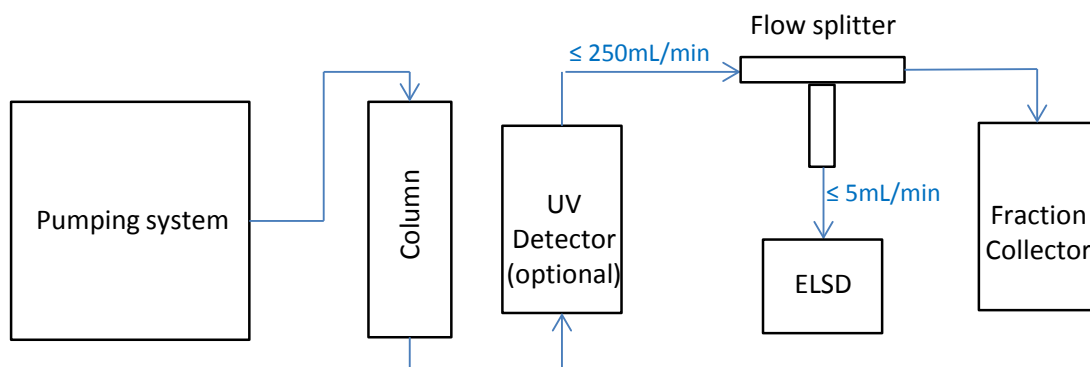 Flow splitter
≤ 250mL/min
Pumping system
Column
UV
Detector
(optional)
≤ 5mL/min
ELSD
Fraction
Collector